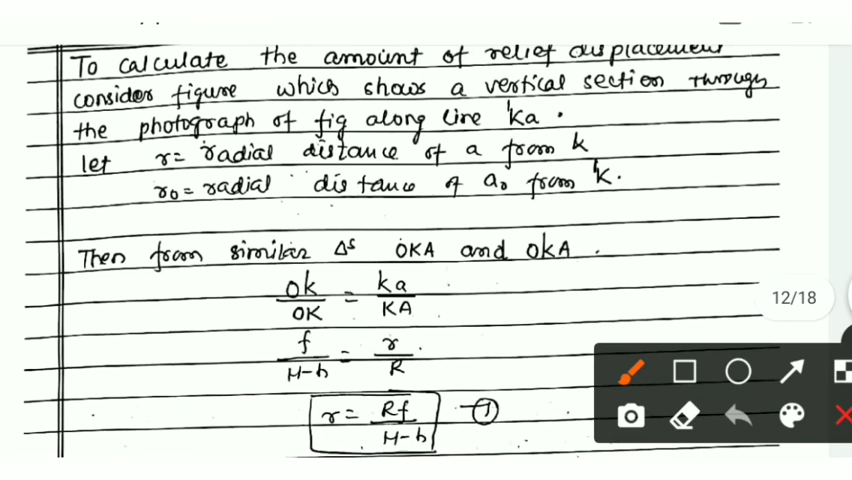 To calculate the amount of relief displacement
consider figure which shows a vertical section through
the photograph of fig along line ka.
let r = radial distance of a from k
r₀ = radial distance of a₀ from k.
Then from similar Δs OKA and OkA.
Ok/OK = ka/KA
12/18
f/H-h = r/R
r = Rf/H-h —①